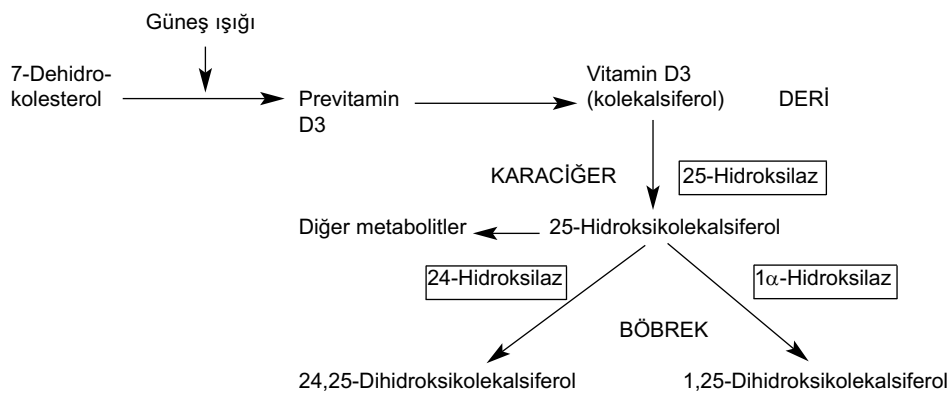 Güneş ışığı
7-Dehidro-
kolesterol
Previtamin
D3
Vitamin D3
(kolekalsiferol)
DERİ
KARACİĞER
25-Hidroksilaz
Diğer metabolitler
25-Hidroksikolekalsiferol
24-Hidroksilaz
1α-Hidroksilaz
BÖBREK
24,25-Dihidroksikolekalsiferol
1,25-Dihidroksikolekalsiferol